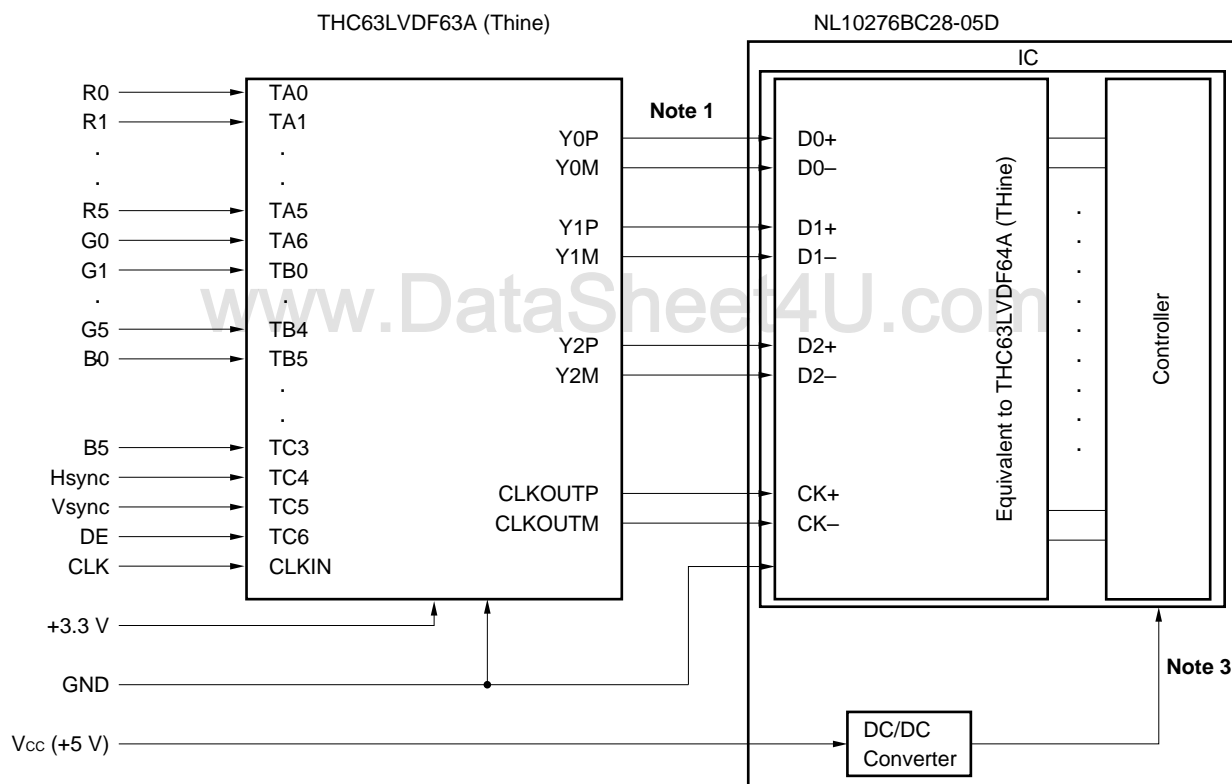 THC63LVDF63A (Thine)
NL10276BC28-05D
IC
R0
R1
.
.
R5
G0
G1
.
G5
B0
B5
Hsync
Vsync
DE
CLK
+3.3 V
GND
Vcc (+5 V)
TA0
TA1
.
.
TA5
TA6
TB0
.
TB4
TB5
.
.
TC3
TC4
TC5
TC6
CLKIN
Y0P
Y0M
Y1P
Y1M
Y2P
Y2M
CLKOUTP
CLKOUTM
Note 1
D0+
D0–
D1+
D1–
D2+
D2–
CK+
CK–
Equivalent to THC63LVDF64A (THine)
Controller
Note 3
DC/DC
Converter
www.DataSheet4U.com